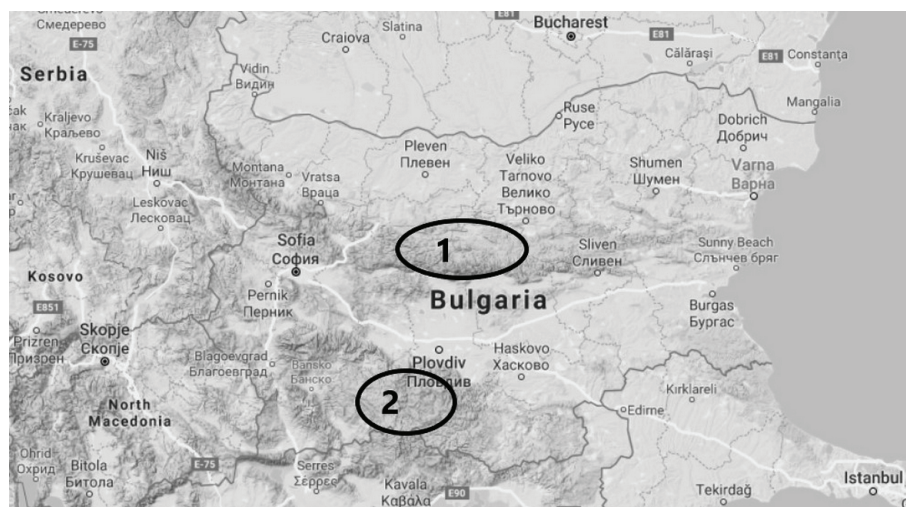 Smederevo
Смедерево
E-75
Craiova
Slatina
E81
Bucharest
E81
Călărași
E81
Constanța
Serbia
Vidin
Видин
Mangalia
Kraljevo
Краљево
Ruse
Русе
Dobrich
Добрич
Kruševac
Крушевац
Niš
Ниш
Pleven
Плевен
Montana
Монтана
Vratsa
Враца
Veliko
Tarnovo
Велико
Търново
Shumen
Шумен
Varna
Варна
Leskovac
Лесковац
Sofia
София
1
Sliven
Сливен
Sunny Beach
Слънчев бряг
Kosovo
Pernik
Перник
Bulgaria
Burgas
Бургас
E851
Prizren
Призрен
Skopje
Скопје
Blagoevgrad
Благоевград
Bansko
Банско
Plovdiv
Пловдив
Haskovo
Хасково
2
North
Macedonia
Kırklareli
Edirne
Ohrid
Охрид
Bitola
Битола
E-75
Serres
Σέρρες
Kavala
Καβάλα
E90
Tekirdağ
Istanbul